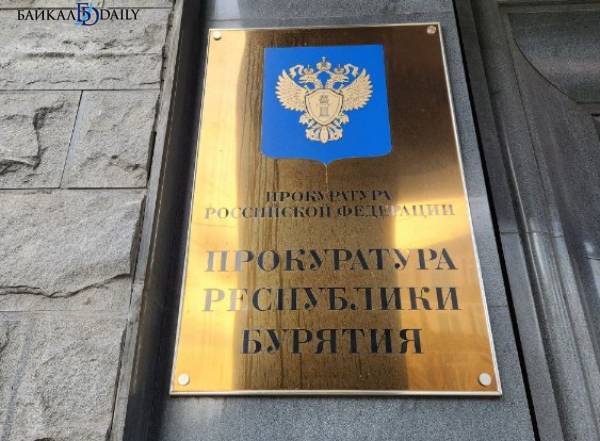 БАЙКАЛ DAILY
ПРОКУРАТУРА
РОССИЙСКОЙ ФЕДЕРАЦИИ
ПРОКУРАТУРА
РЕСПУБЛИКИ
БУРЯТИЯ